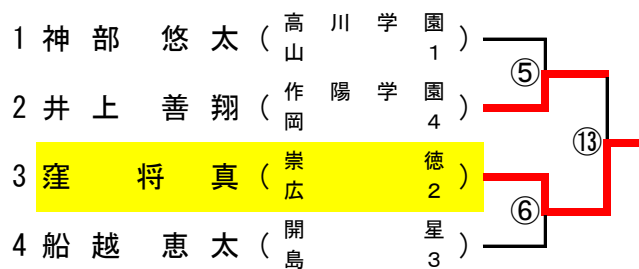 1 神部 悠太 (高川学園 山1)
⑤
2 井上 善翔 (作陽学園 岡4)
⑬
3 窪 将真 (崇徳 広2)
⑥
4 船越 恵太 (開星 島3)